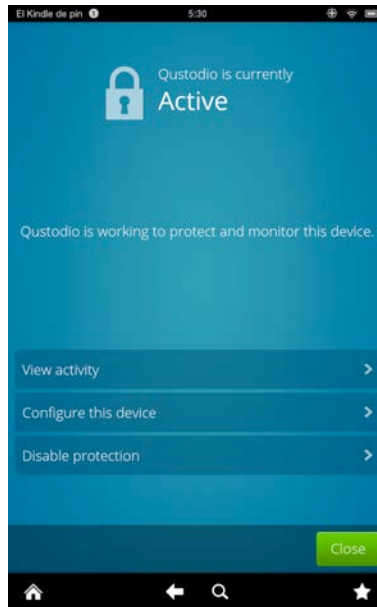 El Kindle de pin 1 5:30
Qustodio is currently
Active
Qustodio is working to protect and monitor this device.
View activity
Configure this device
Disable protection
Close